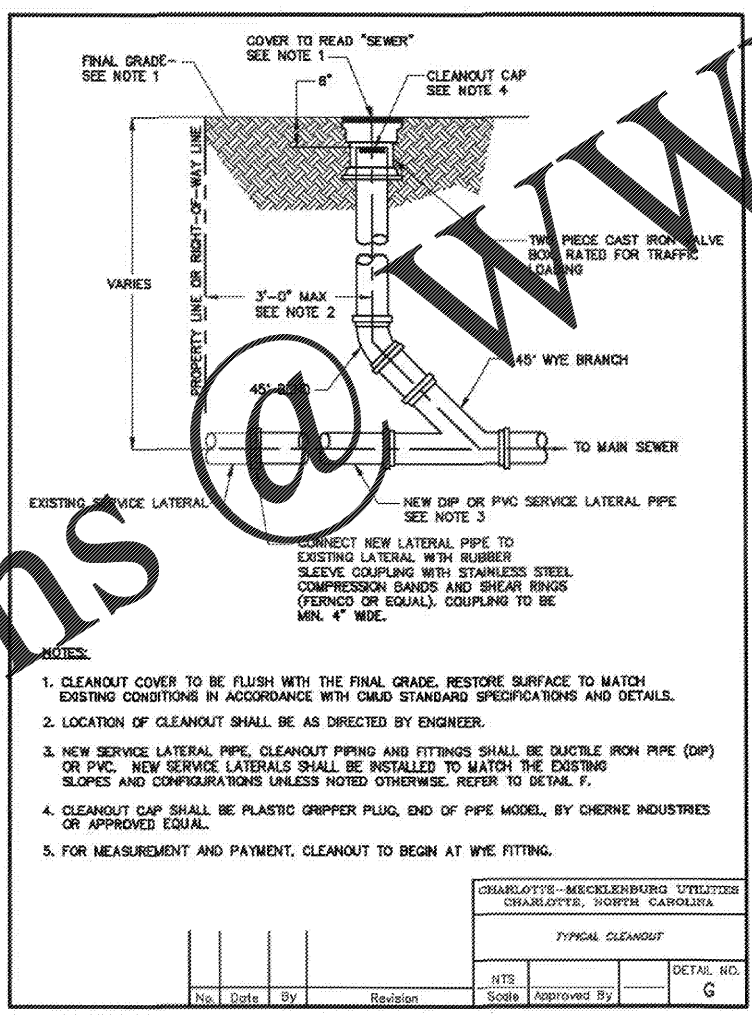 COVER TO READ "SEWER"
SEE NOTE 1
FINAL GRADE
SEE NOTE 1
6"
CLEANOUT CAP
SEE NOTE 4
PROPERTY LINE OR RIGHT-OF-WAY LINE
TWO PIECE CAST IRON VALVE
BOX RATED FOR TRAFFIC
LOADING
VARIES
3'-0" MAX
SEE NOTE 2
45° WYE BRANCH
45° BEND
TO MAIN SEWER
EXISTING SERVICE LATERAL
NEW DIP OR PVC SERVICE LATERAL PIPE
SEE NOTE 3
CONNECT NEW LATERAL PIPE TO
EXISTING LATERAL WITH RUBBER
SLEEVE COUPLING WITH STAINLESS STEEL
COMPRESSION BANDS AND SHEAR RINGS
(FERNCO OR EQUAL). COUPLING TO BE
MIN. 4" WIDE.
NOTES:
1. CLEANOUT COVER TO BE FLUSH WITH THE FINAL GRADE. RESTORE SURFACE TO MATCH
EXISTING CONDITIONS IN ACCORDANCE WITH CMUD STANDARD SPECIFICATIONS AND DETAILS.
2. LOCATION OF CLEANOUT SHALL BE AS DIRECTED BY ENGINEER.
3. NEW SERVICE LATERAL PIPE, CLEANOUT PIPING AND FITTINGS SHALL BE DUCTILE IRON PIPE (DIP)
OR PVC. NEW SERVICE LATERALS SHALL BE INSTALLED TO MATCH THE EXISTING
SLOPES AND CONFIGURATIONS UNLESS NOTED OTHERWISE. REFER TO DETAIL F.
4. CLEANOUT CAP SHALL BE PLASTIC GRIPPER PLUG, END OF PIPE MODEL, BY CHERNE INDUSTRIES
OR APPROVED EQUAL.
5. FOR MEASUREMENT AND PAYMENT, CLEANOUT TO BEGIN AT WYE FITTING.
CHARLOTTE-MECKLENBURG UTILITIES
CHARLOTTE, NORTH CAROLINA
TYPICAL CLEANOUT
NTS
Scale
Approved By
DETAIL NO.
G
No. Date By Revision
ns@ww